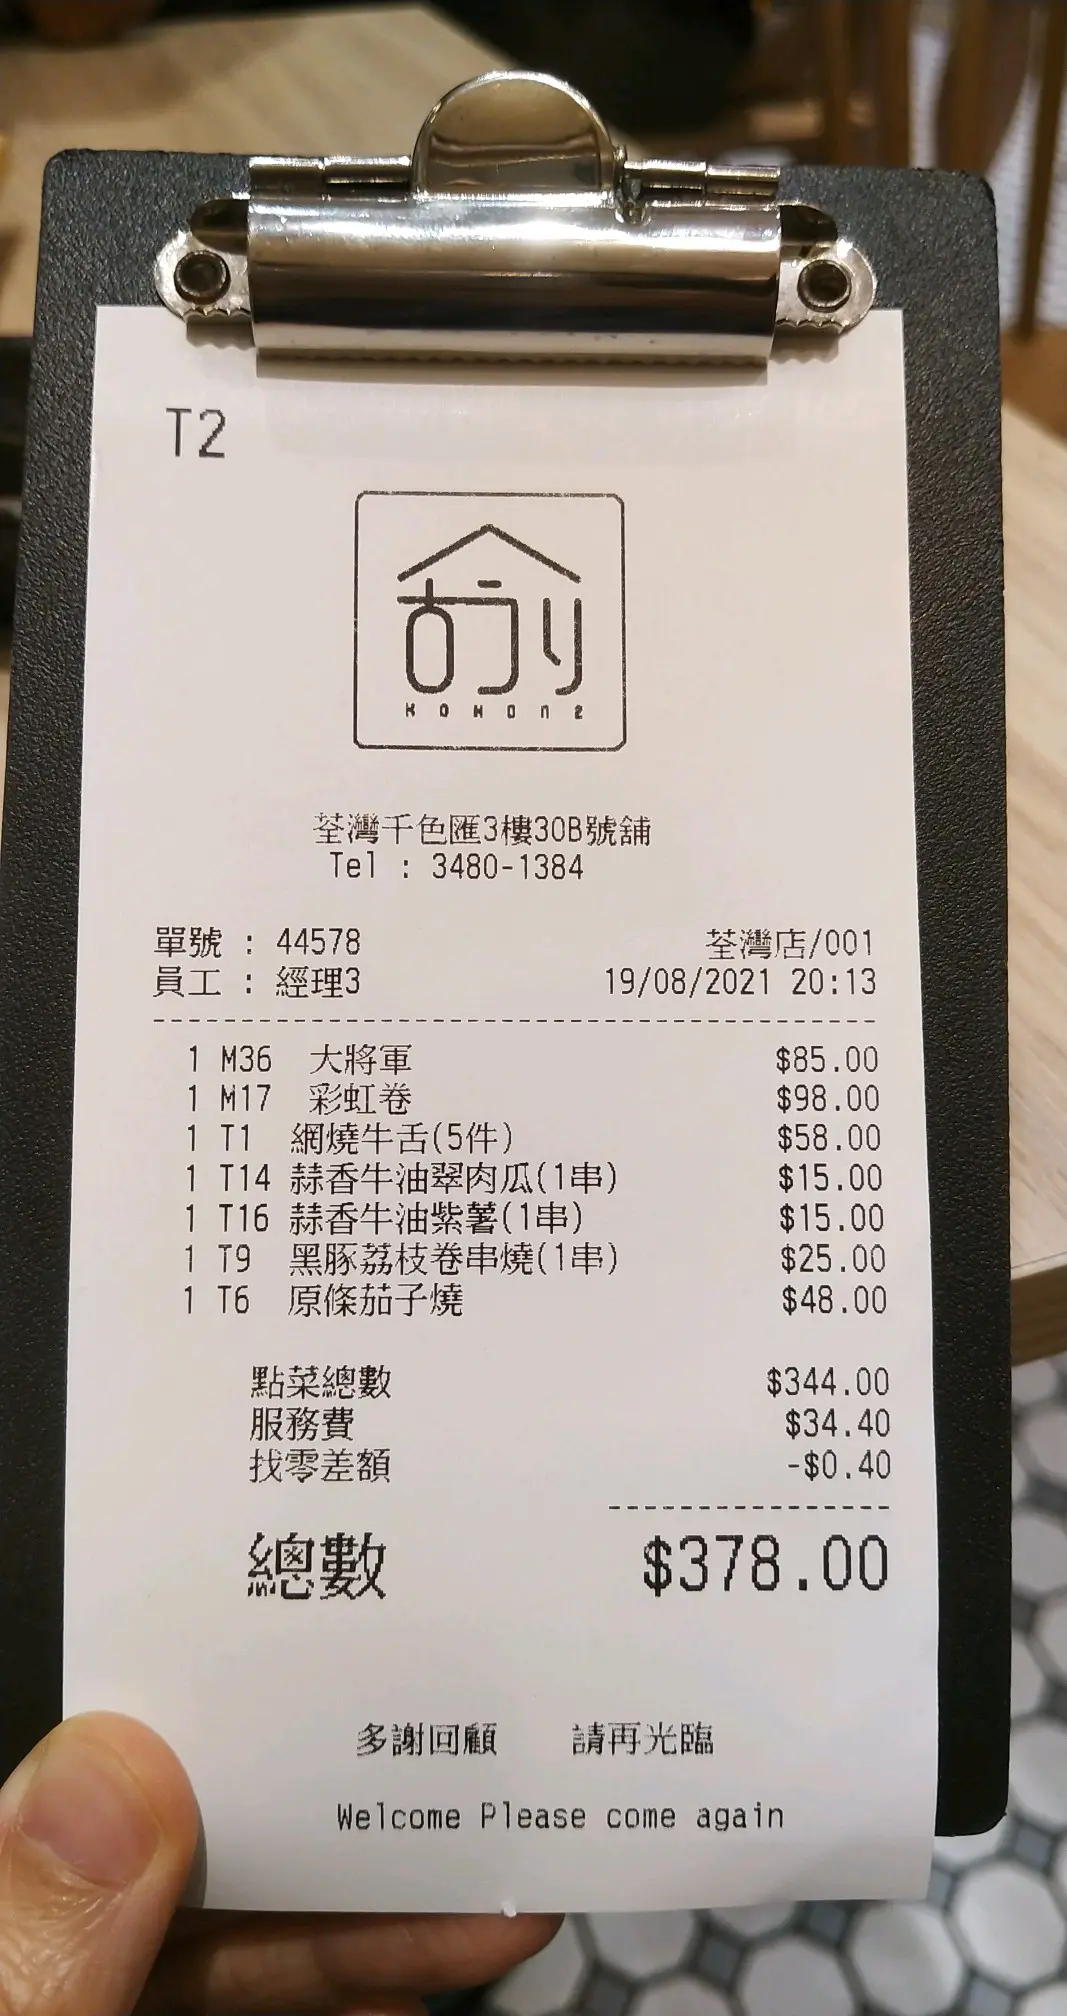 T2
KOMON2
荃灣千色匯3樓30B號舖
Tel : 3480-1384
單號 : 44578 荃灣店/001
員工 : 經理3 19/08/2021 20:13
1 M36 大將軍 $85.00
1 M17 彩虹卷 $98.00
1 T1 網燒牛舌(5件) $58.00
1 T14 蒜香牛油翠肉瓜(1串) $15.00
1 T16 蒜香牛油紫薯(1串) $15.00
1 T9 黑豚荔枝卷串燒(1串) $25.00
1 T6 原條茄子燒 $48.00
點菜總數 $344.00
服務費 $34.40
找零差額 -$0.40
總數 $378.00
多謝回顧 請再光臨
Welcome Please come again